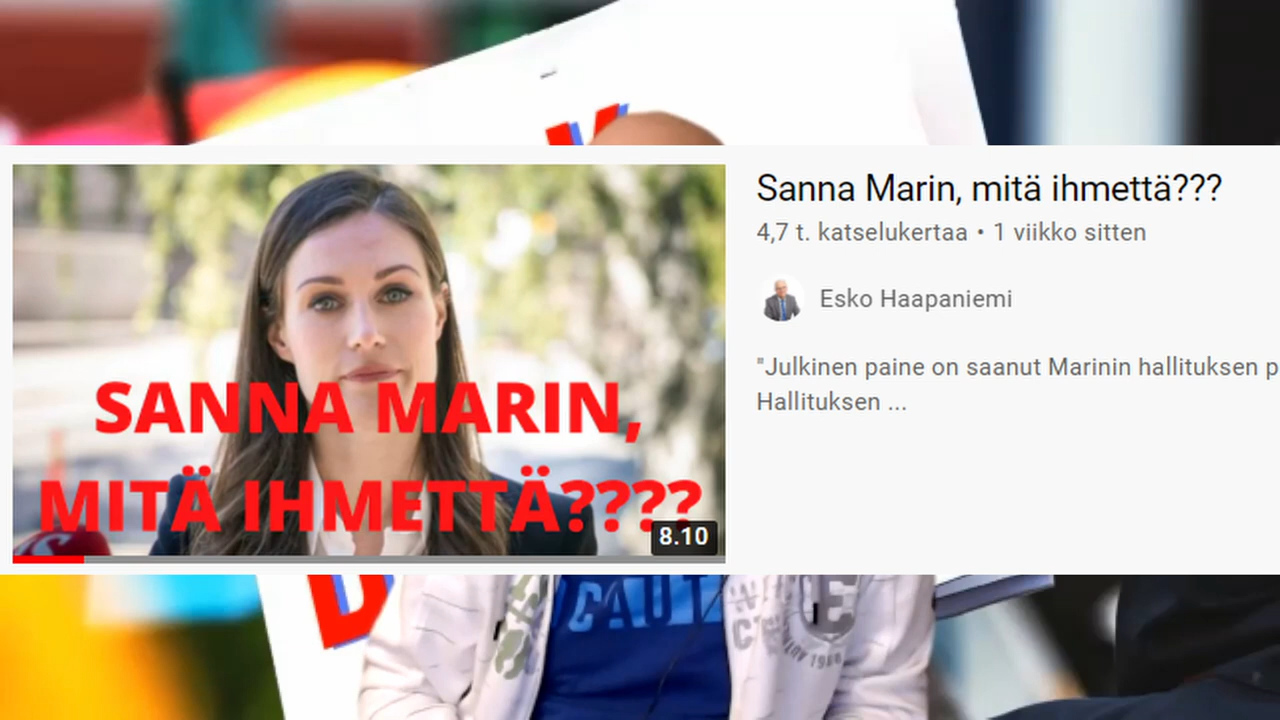 SANNA MARIN,
MITÄ IHMETTÄ????
8.10
Sanna Marin, mitä ihmettä???
4,7 t. katselukertaa • 1 viikko sitten
Esko Haapaniemi
"Julkinen paine on saanut Marinin hallituksen p
Hallituksen ...